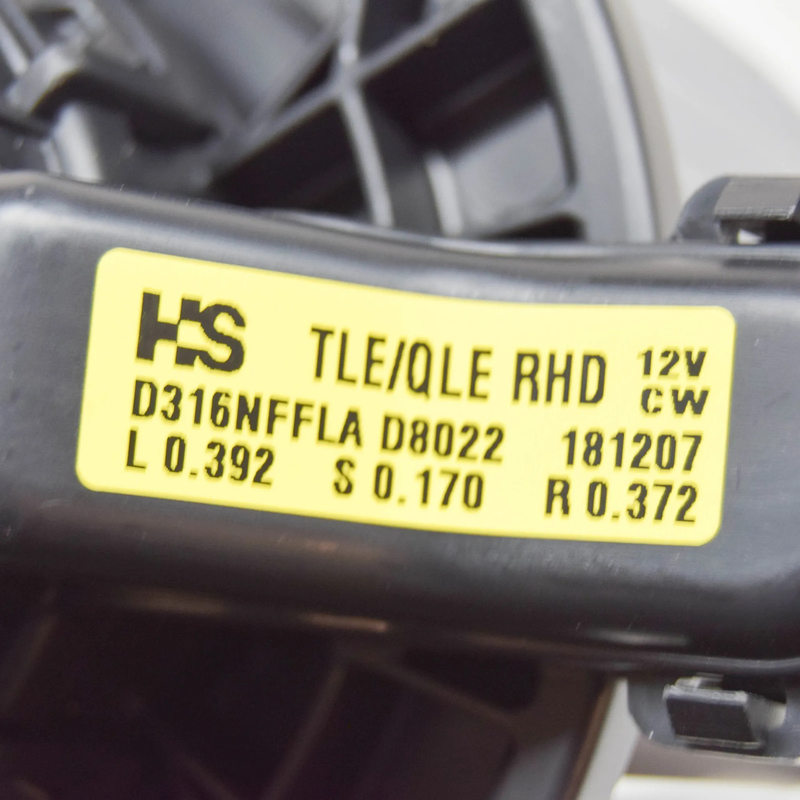 HS TLE/QLE RHD 12V
CW
D316NFFLA D8022 181207
L 0.392 S 0.170 R 0.372